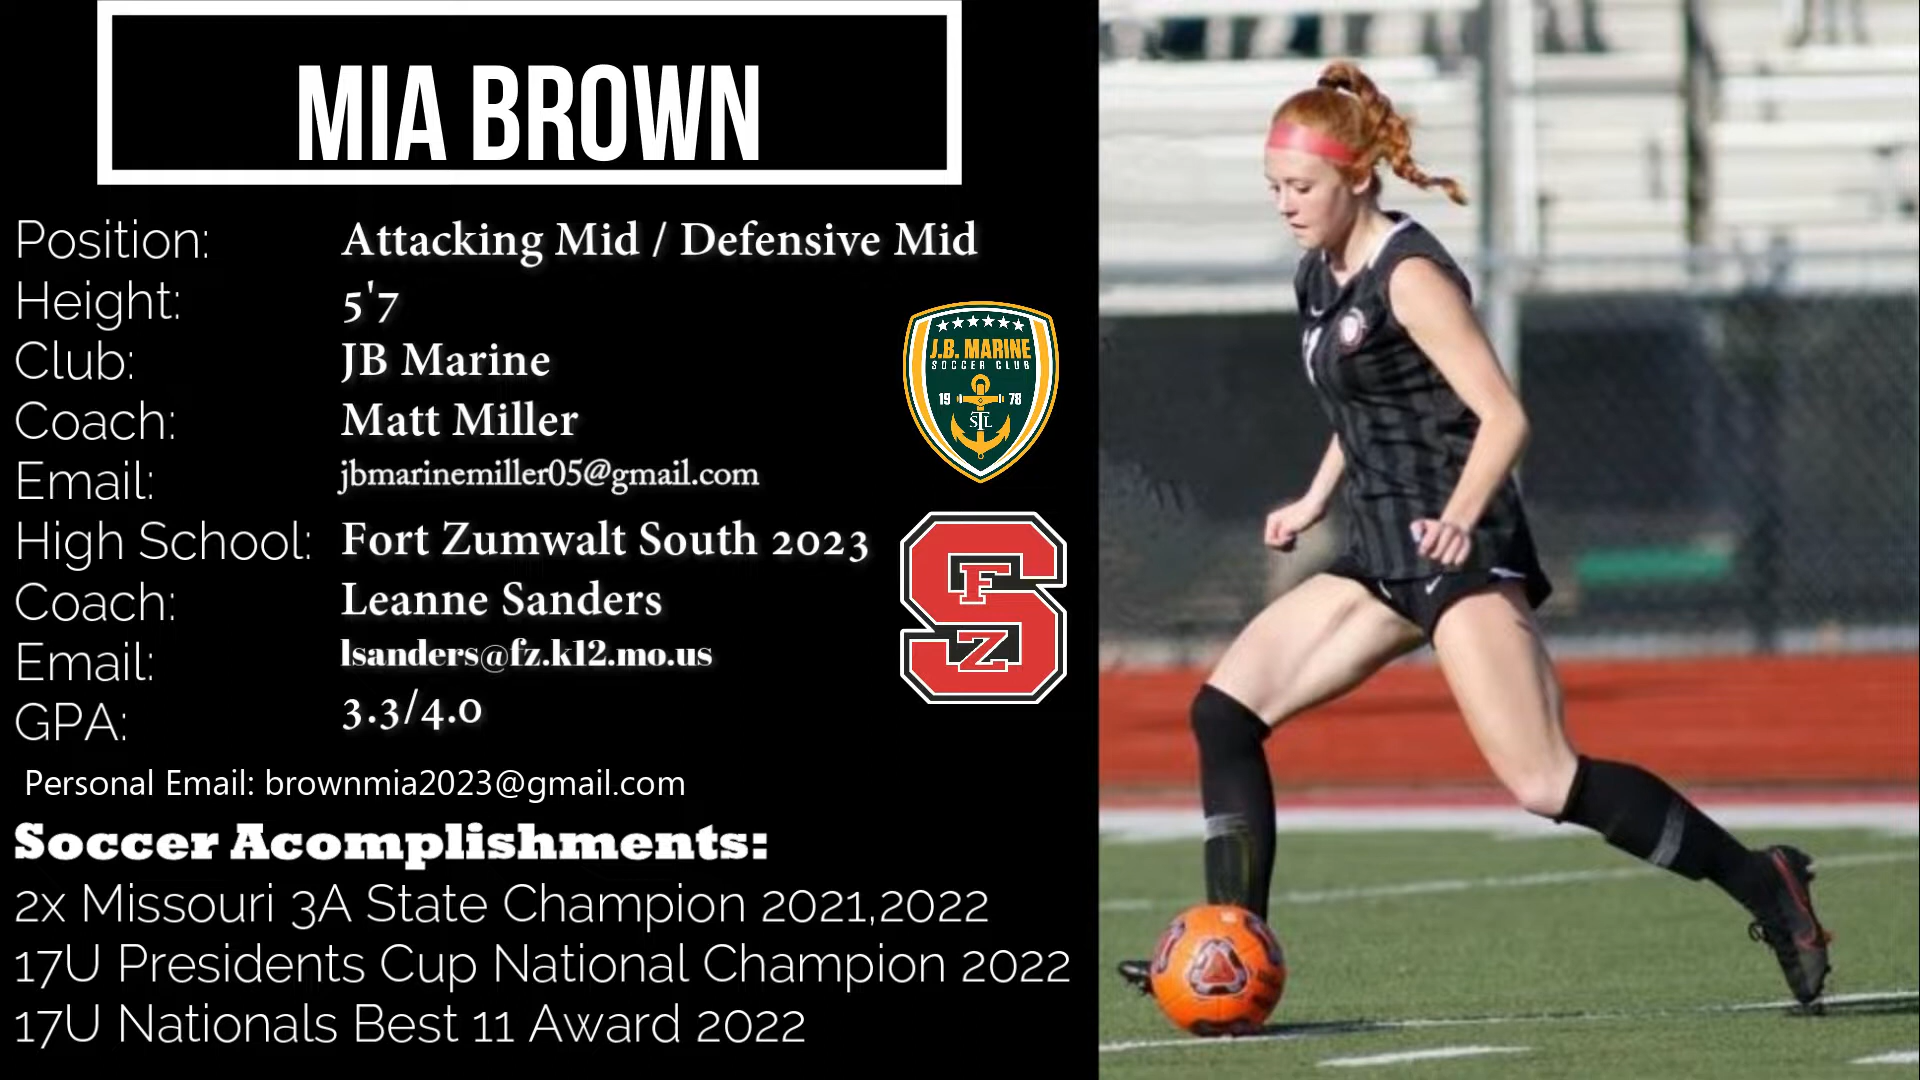 MIA BROWN
Position: Attacking Mid / Defensive Mid
Height: 5'7
Club: JB Marine
Coach: Matt Miller
Email: jbmarinemiller05@gmail.com
High School: Fort Zumwalt South 2023
Coach: Leanne Sanders
Email: lsanders@fz.k12.mo.us
GPA: 3.3/4.0
Personal Email: brownmia2023@gmail.com
Soccer Acomplishments:
2x Missouri 3A State Champion 2021,2022
17U Presidents Cup National Champion 2022
17U Nationals Best 11 Award 2022
J.B. MARINE
SOCCER CLUB
19 78
STL
S
F
Z